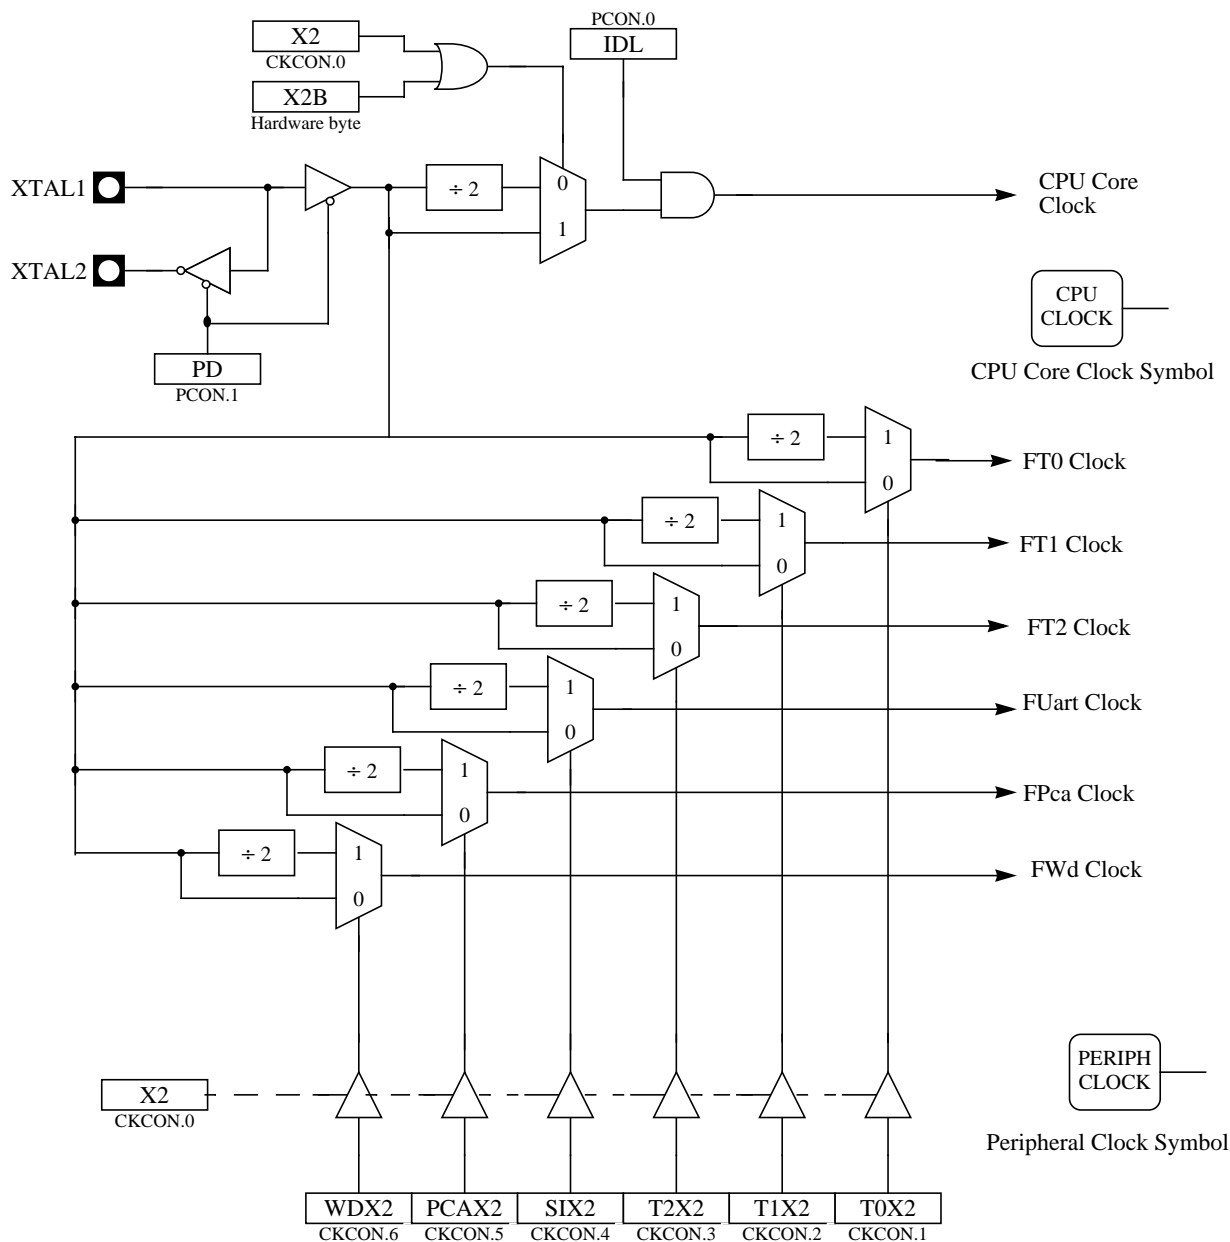 PCON.0
X2
IDL
CKCON.0
X2B
Hardware byte
XTAL1
÷ 2
0
1
CPU Core
Clock
XTAL2
CPU
CLOCK
PD
PCON.1
CPU Core Clock Symbol
÷ 2
1
0
FT0 Clock
÷ 2
1
0
FT1 Clock
÷ 2
1
0
FT2 Clock
÷ 2
1
0
FUart Clock
÷ 2
1
0
FPca Clock
÷ 2
1
0
FWd Clock
PERIPH
CLOCK
X2
CKCON.0
Peripheral Clock Symbol
WDX2 PCAX2 SIX2 T2X2 T1X2 T0X2
CKCON.6 CKCON.5 CKCON.4 CKCON.3 CKCON.2 CKCON.1